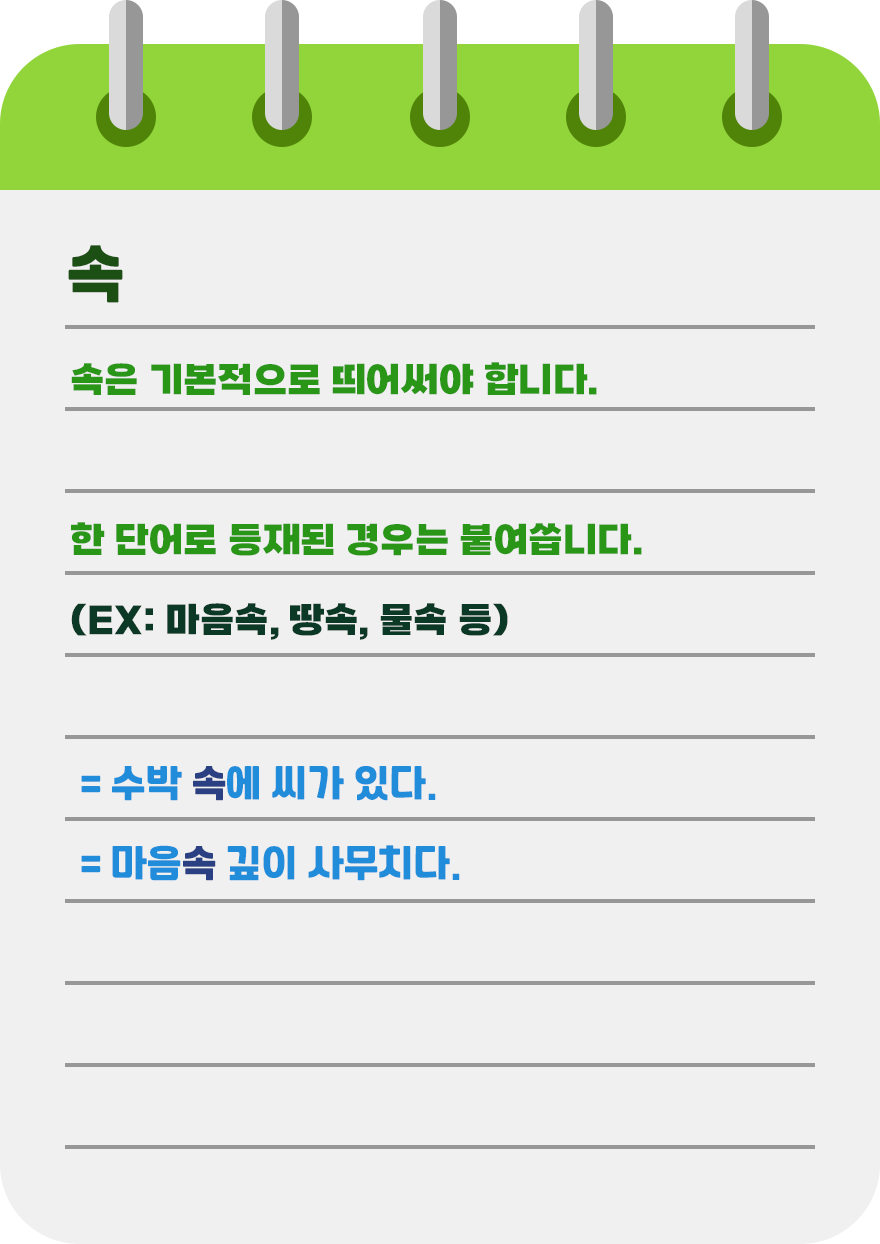 속
속은 기본적으로 띄어써야 합니다.
한 단어로 등재된 경우는 붙여씁니다.
(EX: 마음속, 땅속, 물속 등)
= 수박 속에 씨가 있다.
= 마음속 깊이 사무치다.